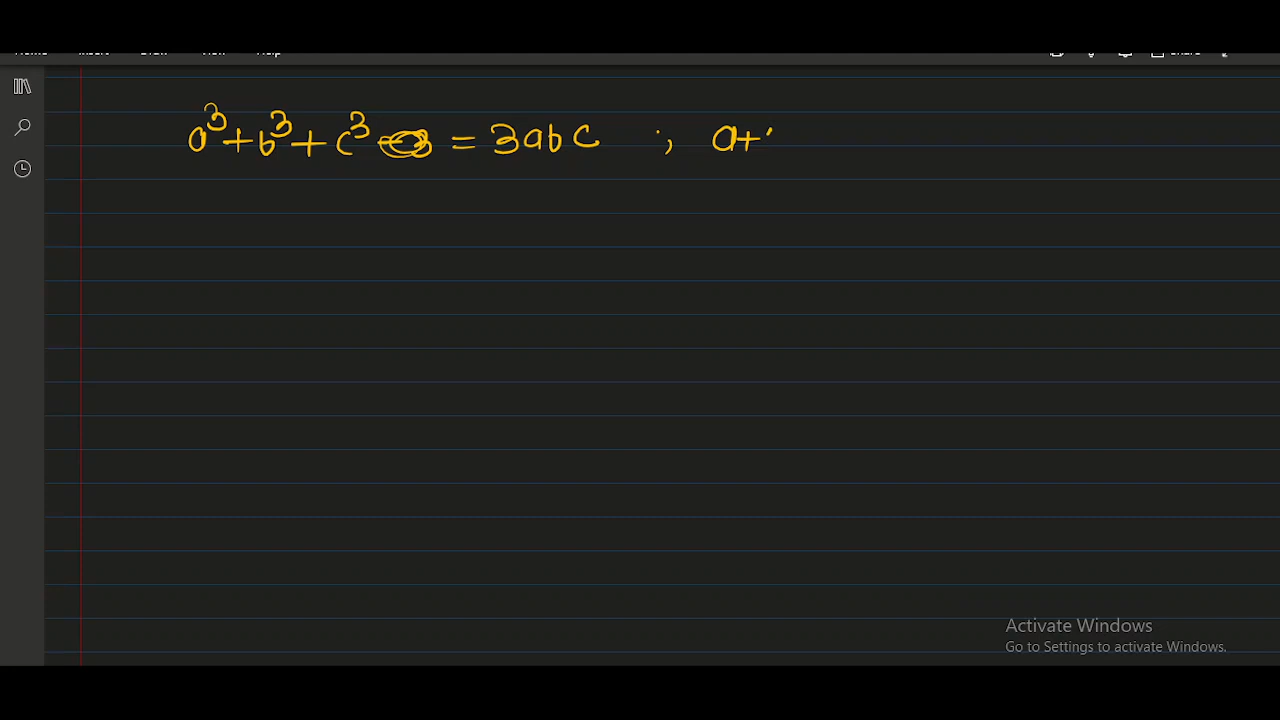 a³+b³+c³ = 3abc ; a+
Activate Windows
Go to Settings to activate Windows.